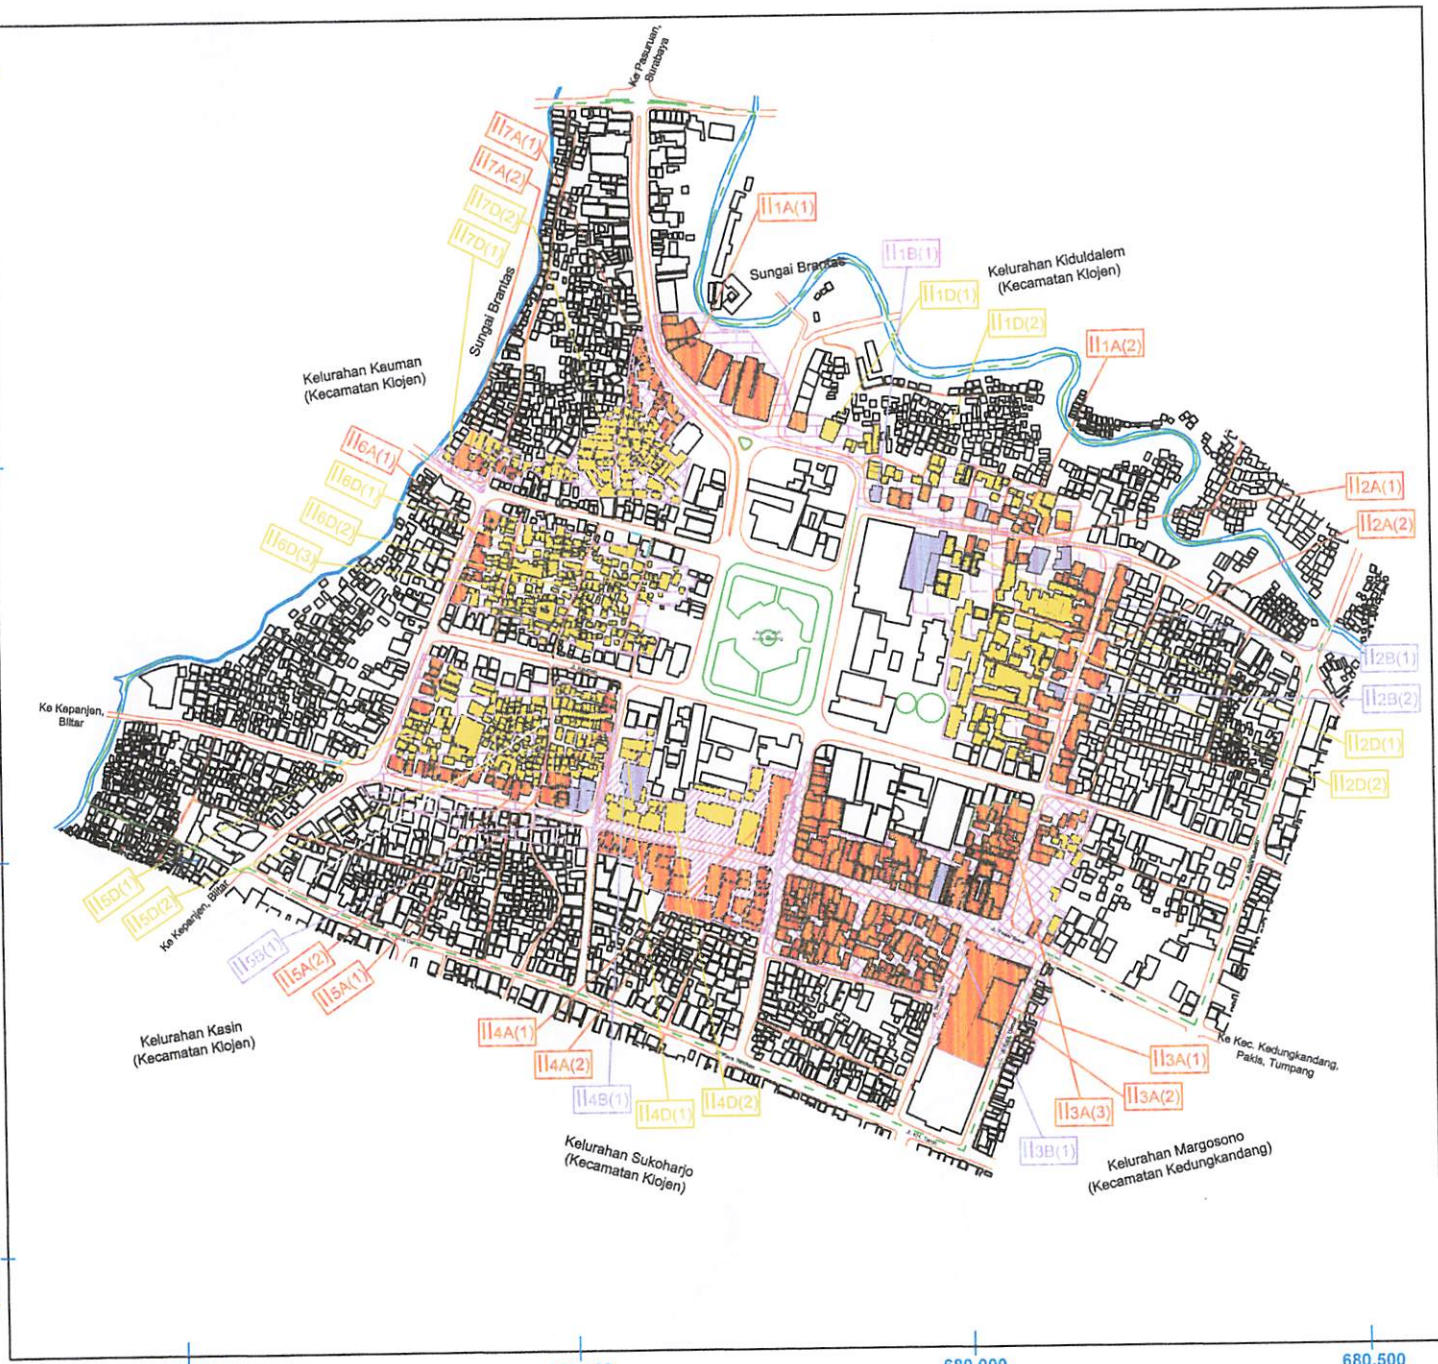 Ke Pasuruan,
Surabaya
II7A(1)
II7A(2)
II7D(2)
II7D(1)
II1A(1)
II1B(1)
Sungai Brantas
Kelurahan Kiduldalem
(Kecamatan Klojen)
II1D(1)
II1D(2)
II1A(2)
Sungai Brantas
Kelurahan Kauman
(Kecamatan Klojen)
II6A(1)
II6D(1)
II6D(2)
II6D(3)
II2A(1)
II2A(2)
II2B(1)
II2B(2)
II2D(1)
II2D(2)
Ke Kepanjen,
Blitar
II5D(1)
II5D(2)
Ke Kepanjen, Blitar
II5B(1)
II5A(2)
II5A(1)
Kelurahan Kasin
(Kecamatan Klojen)
II4A(1)
II4A(2)
II4B(1)
II4D(1)
II4D(2)
Ke Kec. Kedungkandang,
Pakis, Tumpang
II3A(1)
II3A(2)
II3A(3)
II3B(1)
Kelurahan Sukoharjo
(Kecamatan Klojen)
Kelurahan Margosono
(Kecamatan Kedungkandang)
680.000
680.500